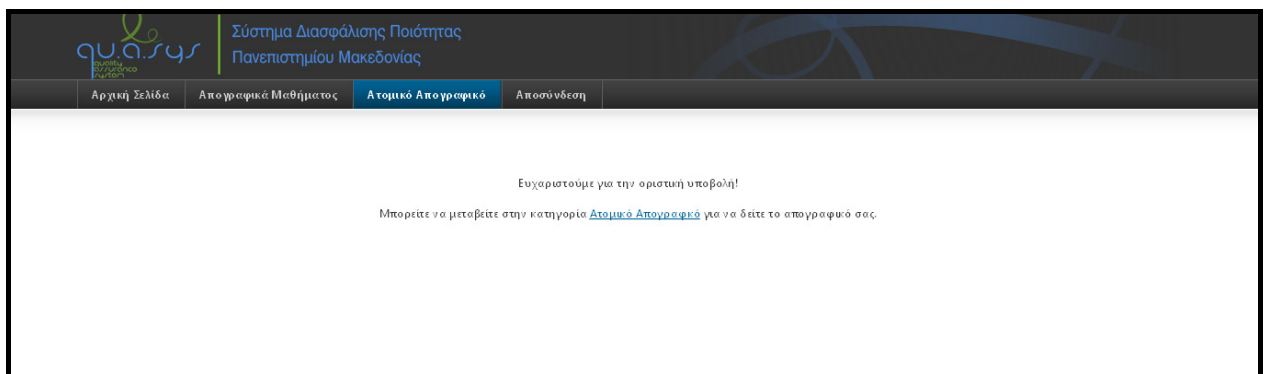 qu.a.sys
quality
assurance
system
Σύστημα Διασφάλισης Ποιότητας
Πανεπιστημίου Μακεδονίας
Αρχική Σελίδα Απογραφικά Μαθήματος Ατομικό Απογραφικό Αποσύνδεση
Ευχαριστούμε για την οριστική υποβολή!
Μπορείτε να μεταβείτε στην κατηγορία Ατομικό Απογραφκό για να δείτε το απογραφικό σας.